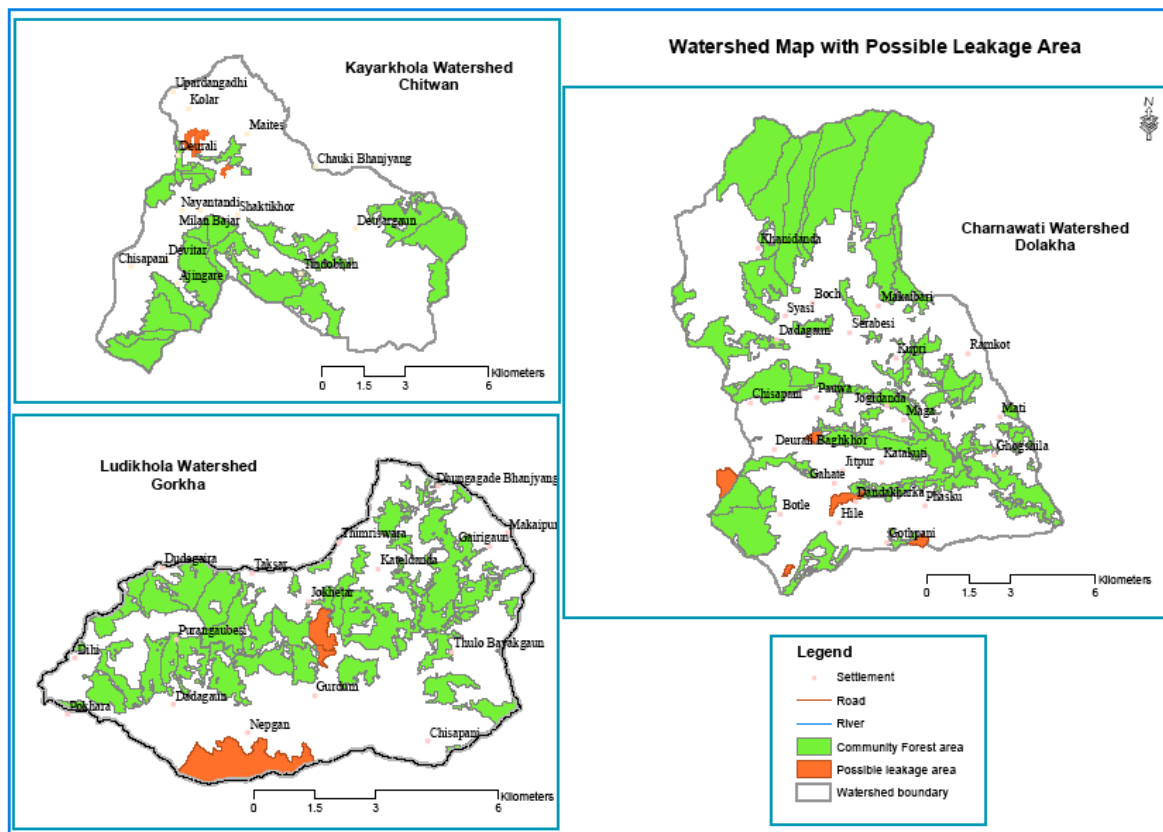 Watershed Map with Possible Leakage Area
Kayarkhola Watershed
Chitwan
Upardangadhi
Kolar
Maites
Deurali
Chauki Bhanjyang
Nayantandi
Shaktikhor
Milan Bajar
Deujargaun
Devitar
Chisapani
Tindobhan
Ajingare
Kilometers
0 1.5 3 6
N
Charnawati Watershed
Dolakha
Khanidanda
Boch
Makaibari
Syasi
Serabesi
Dadagaun
Kupri
Ramkot
Chisapani
Pauwa
Jogidanda
Maga
Mati
Deurali
Baghkhor
Katakuti
Jitpur
Ghogshila
Gahate
Dandakharka
Phasku
Botle
Hile
Gothpani
Kilometers
0 1.5 3 6
Ludikhola Watershed
Gorkha
Dhungagade Bhanjyang
Makaipur
Thimriswara
Gairigaun
Dudagaira
Taksar
Kateldanda
Jokhetar
Purangaubesi
Thulo Bayakgaun
Dihi
Gurdum
Dadagaun
Pokhara
Nepgan
Chisapani
Kilometers
0 1.5 3 6
Legend
Settlement
Road
River
Community Forest area
Possible leakage area
Watershed boundary